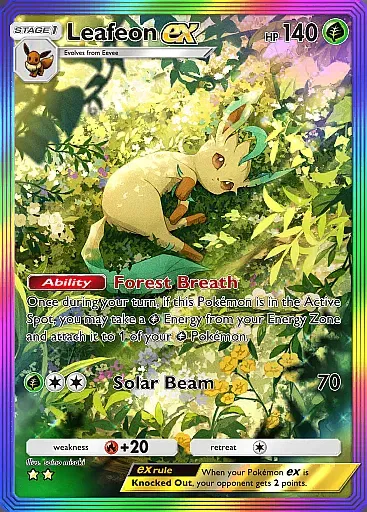 STAGE 1 Leafeon ex HP 140
Evolves from Eevee
Ability Forest Breath
Once during your turn, if this Pokémon is in the Active
Spot, you may take a Energy from your Energy Zone
and attach it to 1 of your Pokémon.
Solar Beam 70
weakness +20 retreat
Illus.
ex rule When your Pokémon ex is
Knocked Out, your opponent gets 2 points.